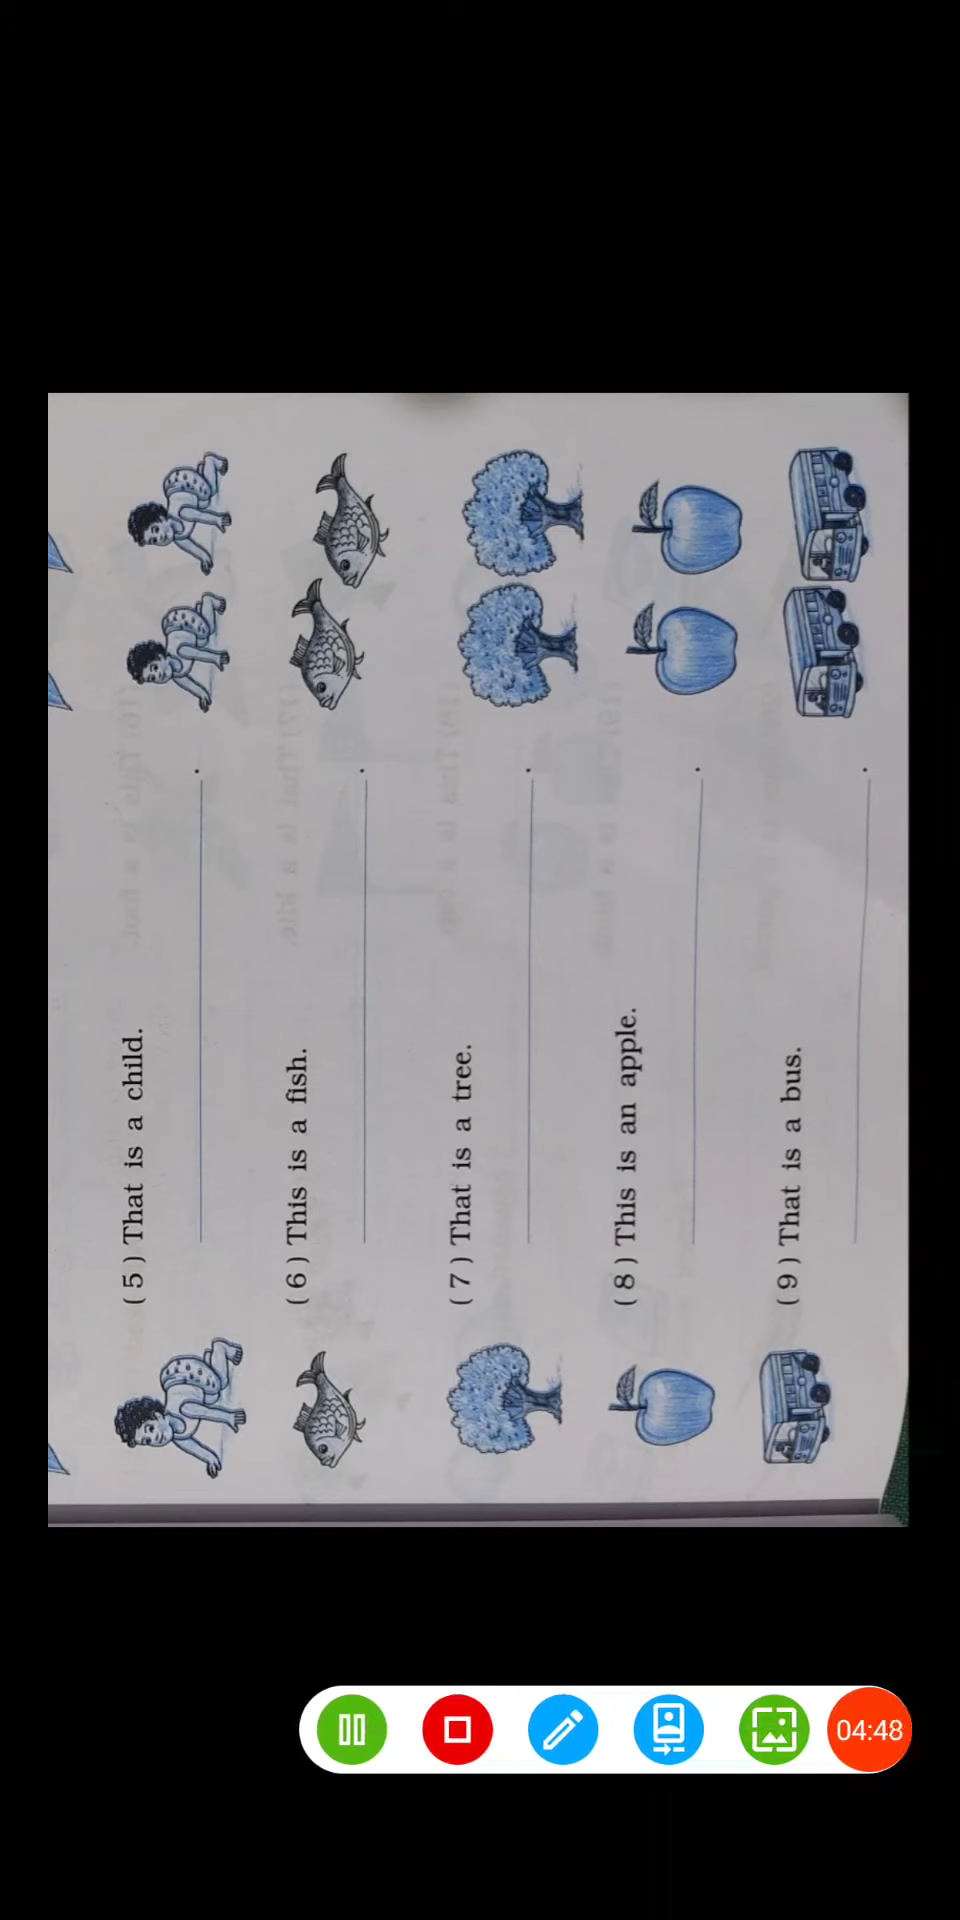 ( 5 ) That is a child.
.
( 6 ) This is a fish.
.
( 7 ) That is a tree.
.
( 8 ) This is an apple.
.
( 9 ) That is a bus.
.
04:48